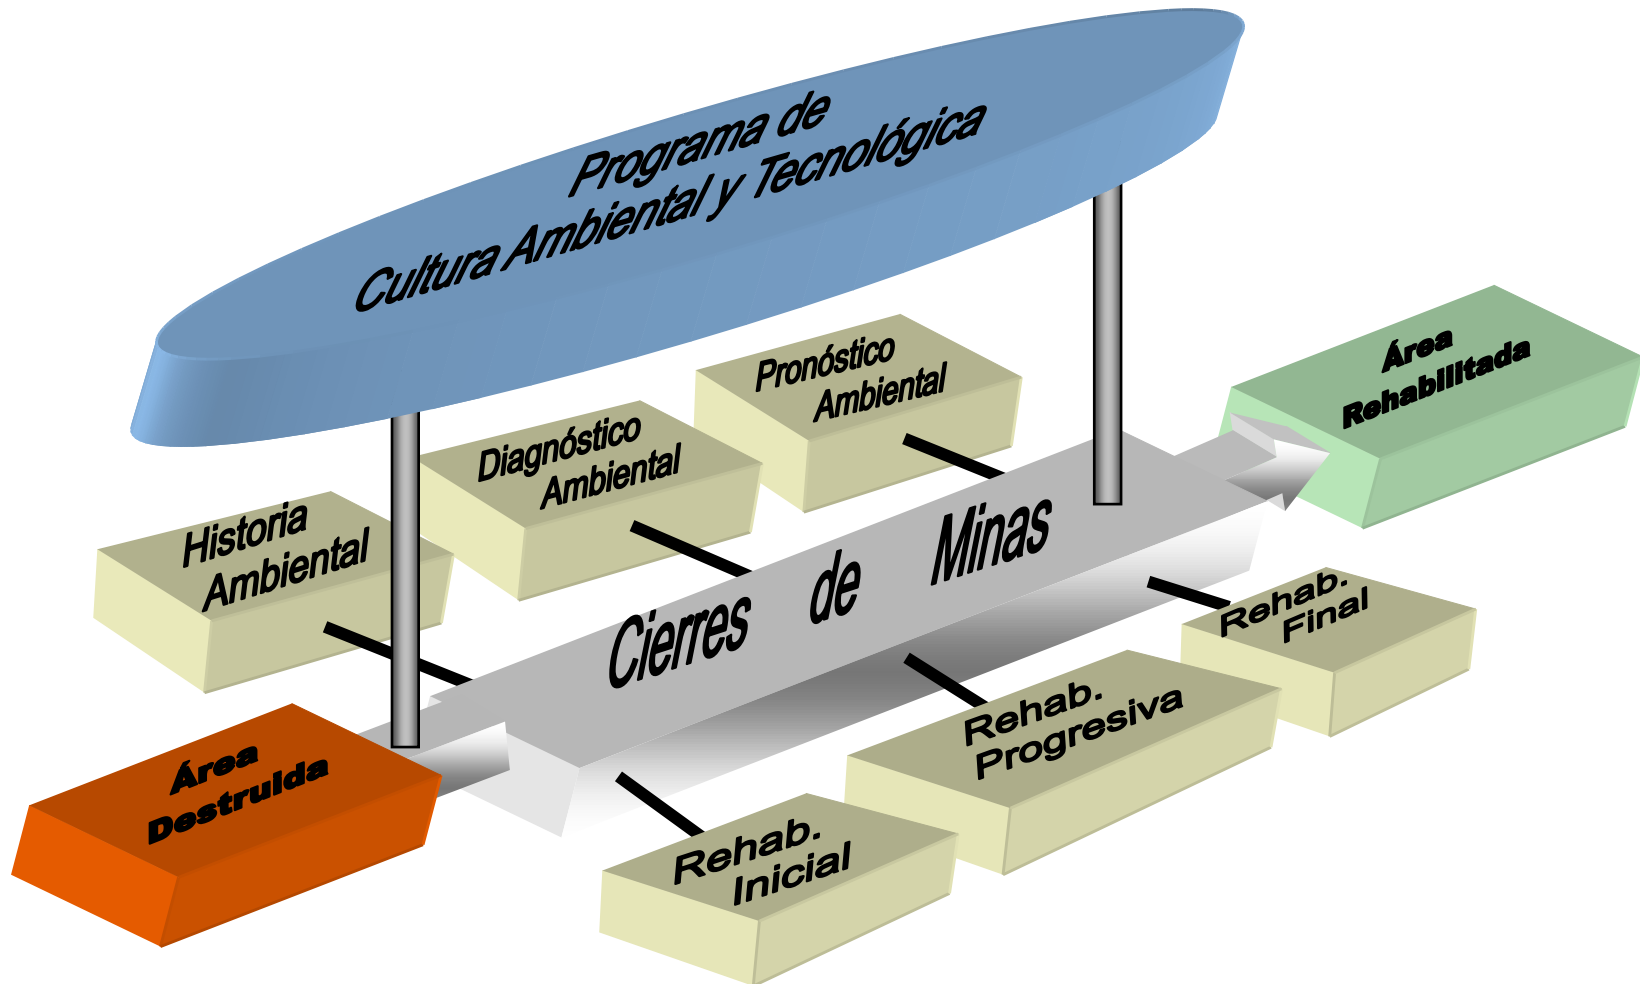 Programa de
Cultura Ambiental y Tecnológica
Pronóstico
Ambiental
Diagnóstico
Ambiental
Historia
Ambiental
Área
Rehabilitada
Cierres de Minas
Área
Destruida
Rehab.
Final
Rehab.
Progresiva
Rehab.
Inicial